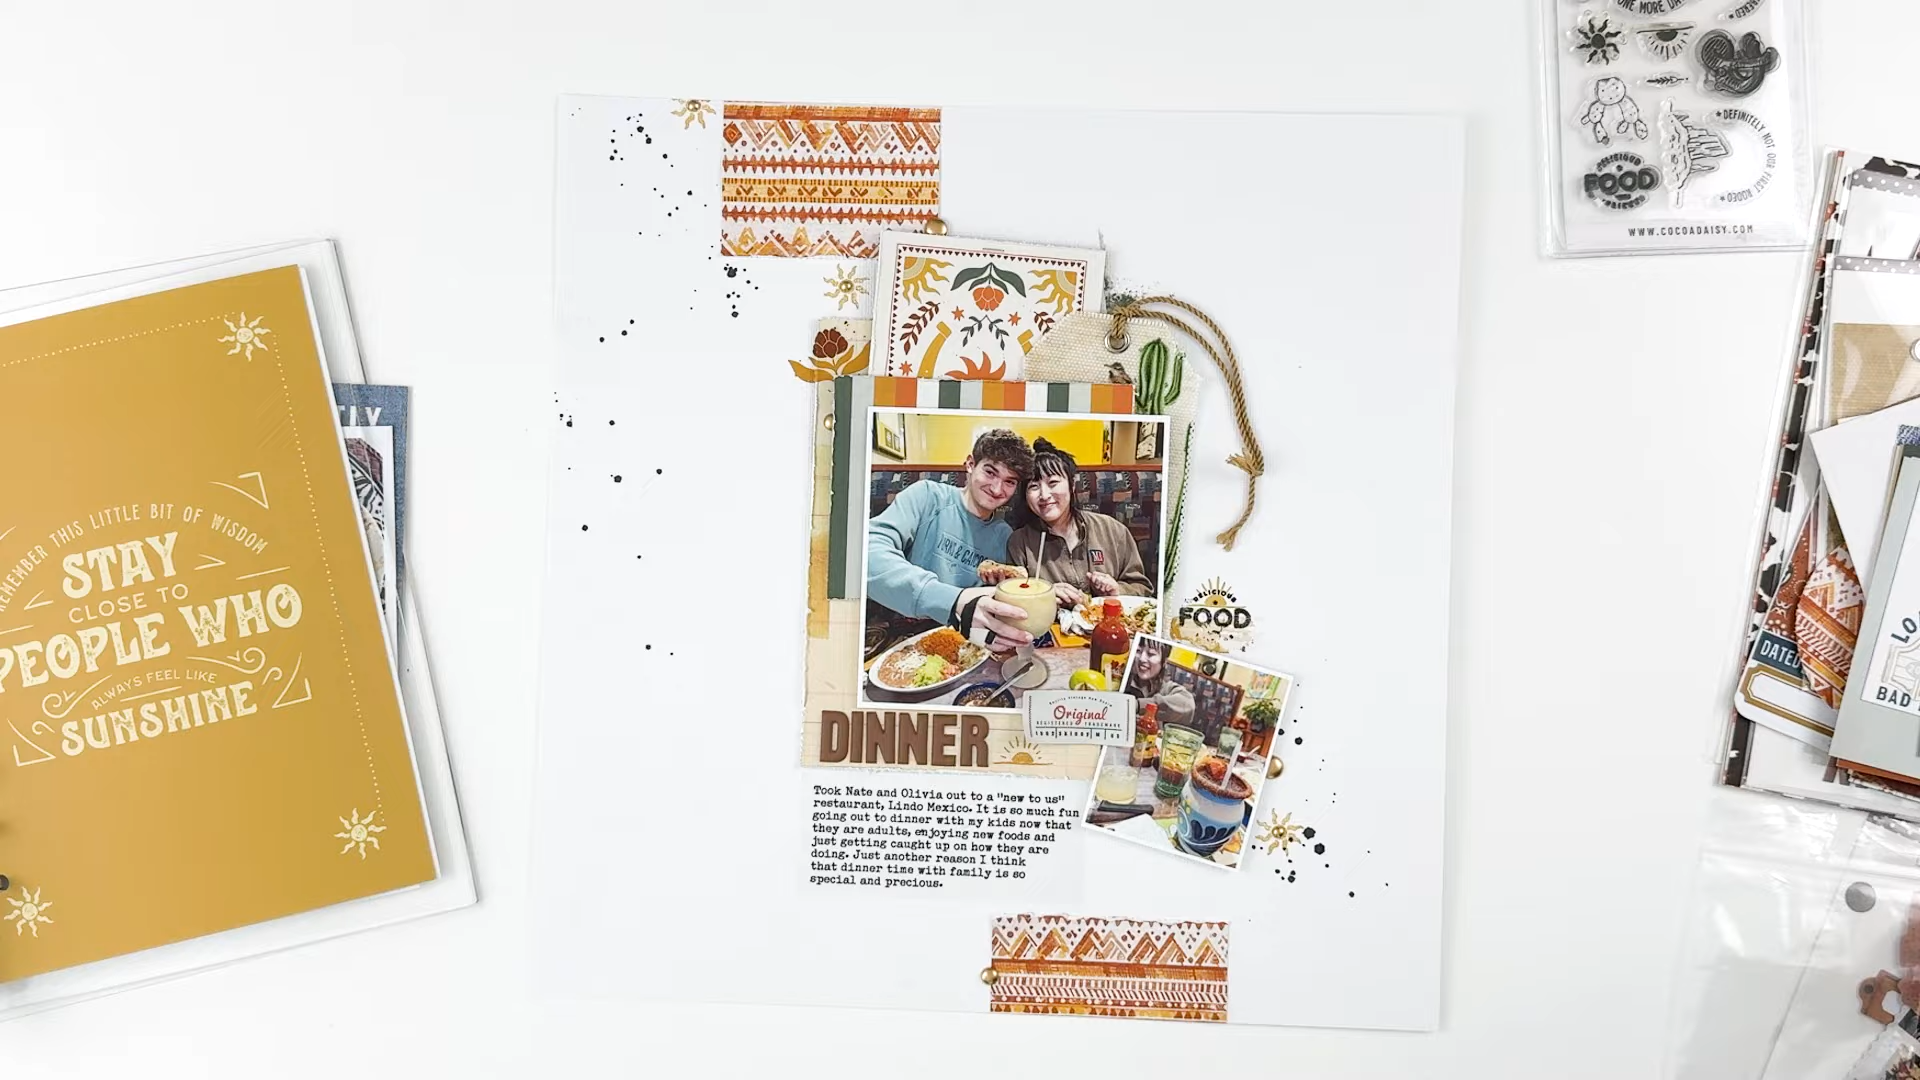 REMEMBER THIS LITTLE BIT OF WISDOM
STAY
CLOSE TO
PEOPLE WHO
ALWAYS FEEL LIKE
SUNSHINE
DELICIOUS
FOOD
Original
REGISTERED TRADEMARK
DINNER
Took Nate and Olivia out to a "new to us"
restaurant, Lindo Mexico. It is so much fun
going out to dinner with my kids now that
they are adults, enjoying new foods and
just getting caught up on how they are
doing. Just another reason I think
that dinner time with family is so
special and precious.
ONE MORE
DEFINITELY NOT OUR FIRST RODEO
DELICIOUS
FOOD
WWW.COCOADAISY.COM
DATED
LO
BAD